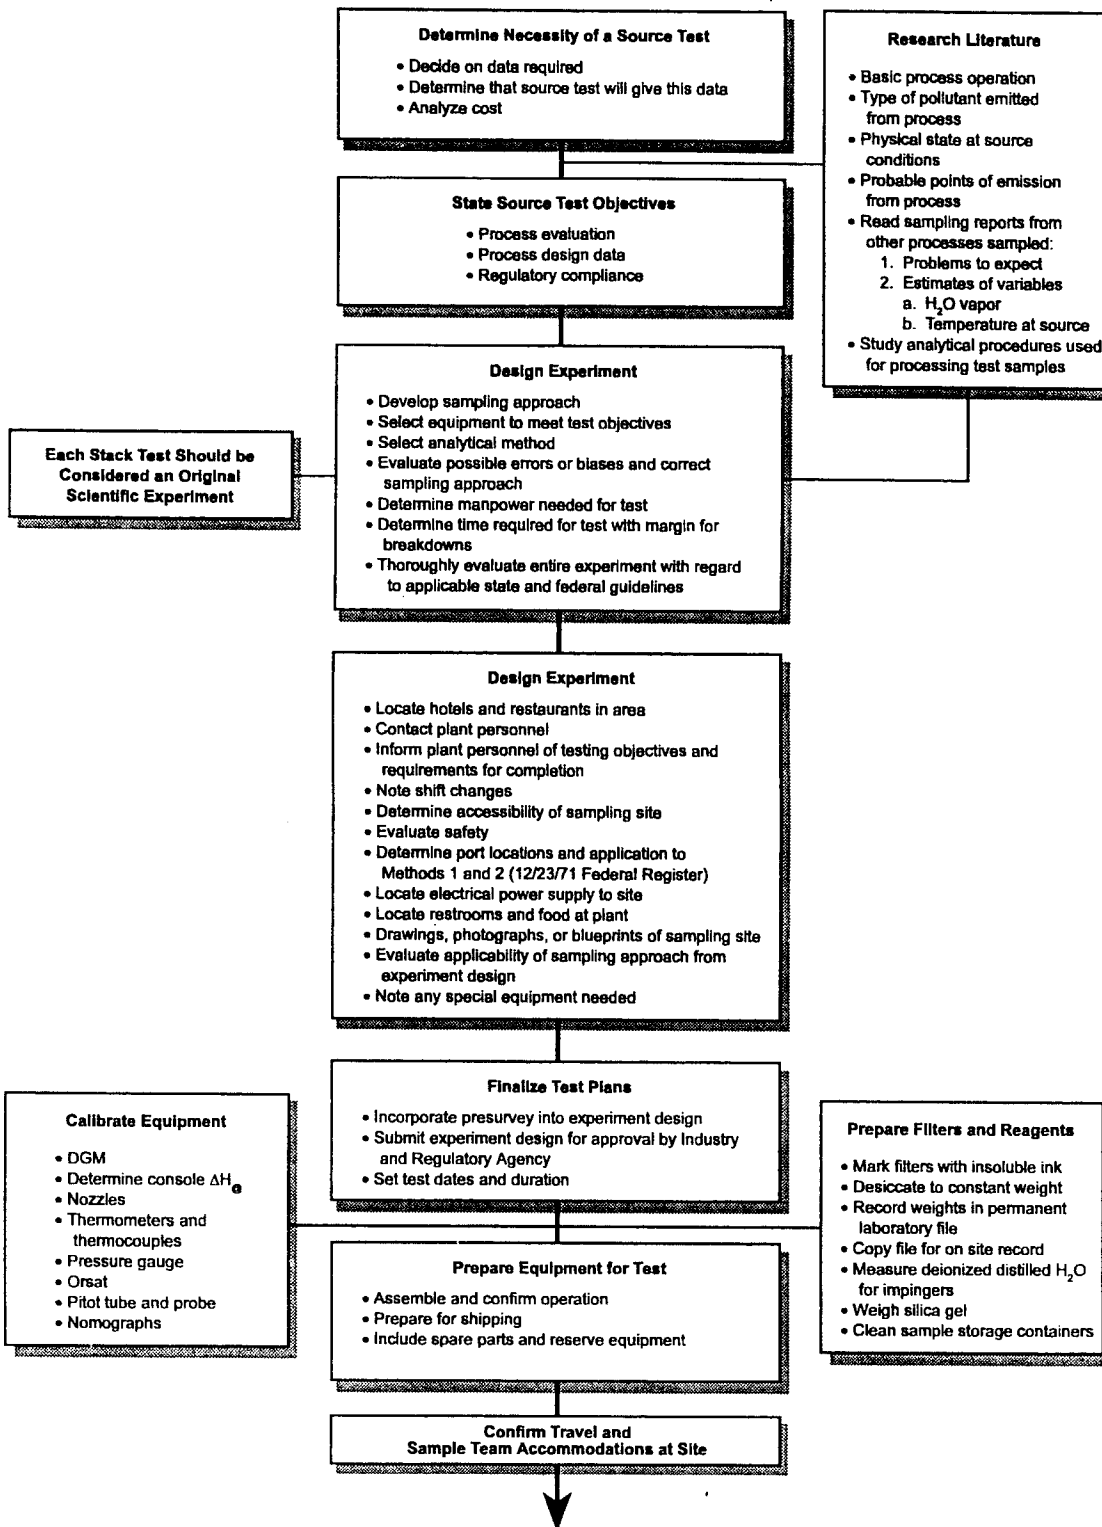 Determine Necessity of a Source Test
• Decide on data required
• Determine that source test will give this data
• Analyze cost
Research Literature
• Basic process operation
• Type of pollutant emitted
from process
• Physical state at source
conditions
• Probable points of emission
from process
• Read sampling reports from
other processes sampled:
1. Problems to expect
2. Estimates of variables
a. H₂O vapor
b. Temperature at source
• Study analytical procedures used
for processing test samples
State Source Test Objectives
• Process evaluation
• Process design data
• Regulatory compliance
Design Experiment
• Develop sampling approach
• Select equipment to meet test objectives
• Select analytical method
• Evaluate possible errors or biases and correct
sampling approach
• Determine manpower needed for test
• Determine time required for test with margin for
breakdowns
• Thoroughly evaluate entire experiment with regard
to applicable state and federal guidelines
Each Stack Test Should be
Considered an Original
Scientific Experiment
Design Experiment
• Locate hotels and restaurants in area
• Contact plant personnel
• Inform plant personnel of testing objectives and
requirements for completion
• Note shift changes
• Determine accessibility of sampling site
• Evaluate safety
• Determine port locations and application to
Methods 1 and 2 (12/23/71 Federal Register)
• Locate electrical power supply to site
• Locate restrooms and food at plant
• Drawings, photographs, or blueprints of sampling site
• Evaluate applicability of sampling approach from
experiment design
• Note any special equipment needed
Finalize Test Plans
• Incorporate presurvey into experiment design
• Submit experiment design for approval by Industry
and Regulatory Agency
• Set test dates and duration
Calibrate Equipment
• DGM
• Determine console ΔH@
• Nozzles
• Thermometers and
thermocouples
• Pressure gauge
• Orsat
• Pitot tube and probe
• Nomographs
Prepare Filters and Reagents
• Mark filters with insoluble ink
• Desiccate to constant weight
• Record weights in permanent
laboratory file
• Copy file for on site record
• Measure deionized distilled H₂O
for impingers
• Weigh silica gel
• Clean sample storage containers
Prepare Equipment for Test
• Assemble and confirm operation
• Prepare for shipping
• Include spare parts and reserve equipment
Confirm Travel and
Sample Team Accommodations at Site